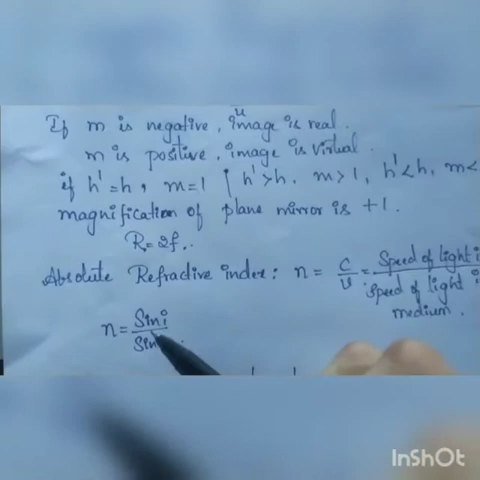 If m is negative, image is real.
m is positive, image is virtual.
if h' = h, m=1 | h' > h, m > 1, h' < h, m <
magnification of plane mirror is +1.
R = 2f..
Absolute Refractive index: n = c/v = Speed of light i / Speed of light i
medium.
n = Sin i / Sin
InShOt